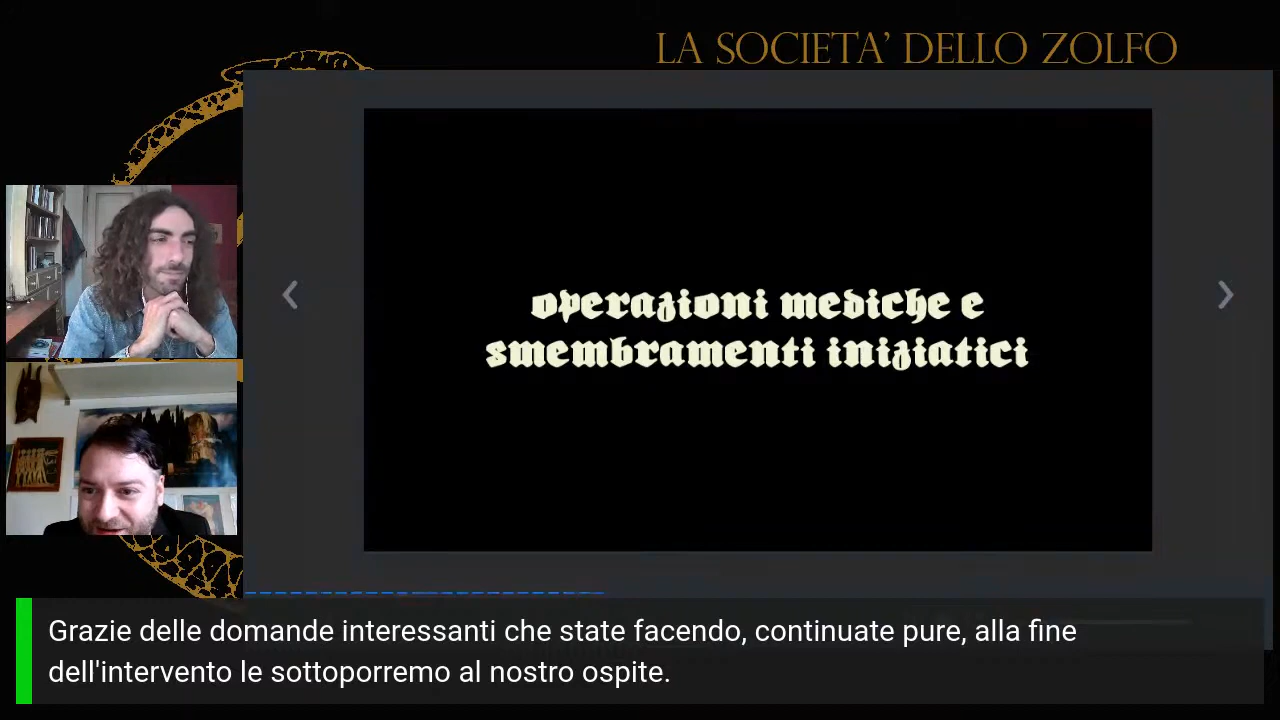 LA SOCIETA' DELLO ZOLFO
operazioni mediche e
smembramenti iniziatici
Grazie delle domande interessanti che state facendo, continuate pure, alla fine
dell'intervento le sottoporremo al nostro ospite.